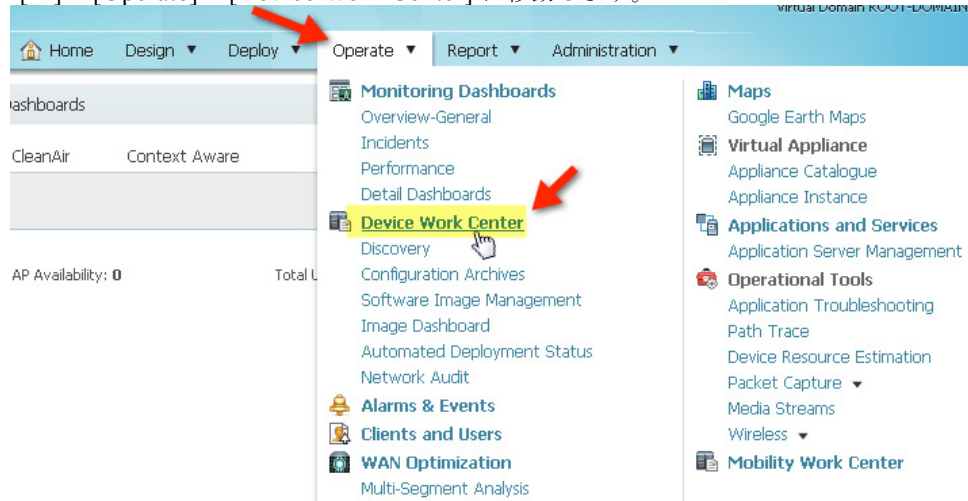 Virtual Domain ROOT-DOMAIN
Home Design ▼ Deploy ▼ Operate ▼ Report ▼ Administration ▼
ashboards
CleanAir Context Aware
AP Availability: 0 Total
Monitoring Dashboards
Overview-General
Incidents
Performance
Detail Dashboards
Device Work Center
Discovery
Configuration Archives
Software Image Management
Image Dashboard
Automated Deployment Status
Network Audit
Alarms & Events
Clients and Users
WAN Optimization
Multi-Segment Analysis
Maps
Google Earth Maps
Virtual Appliance
Appliance Catalogue
Appliance Instance
Applications and Services
Application Server Management
Operational Tools
Application Troubleshooting
Path Trace
Device Resource Estimation
Packet Capture ▼
Media Streams
Wireless ▼
Mobility Work Center